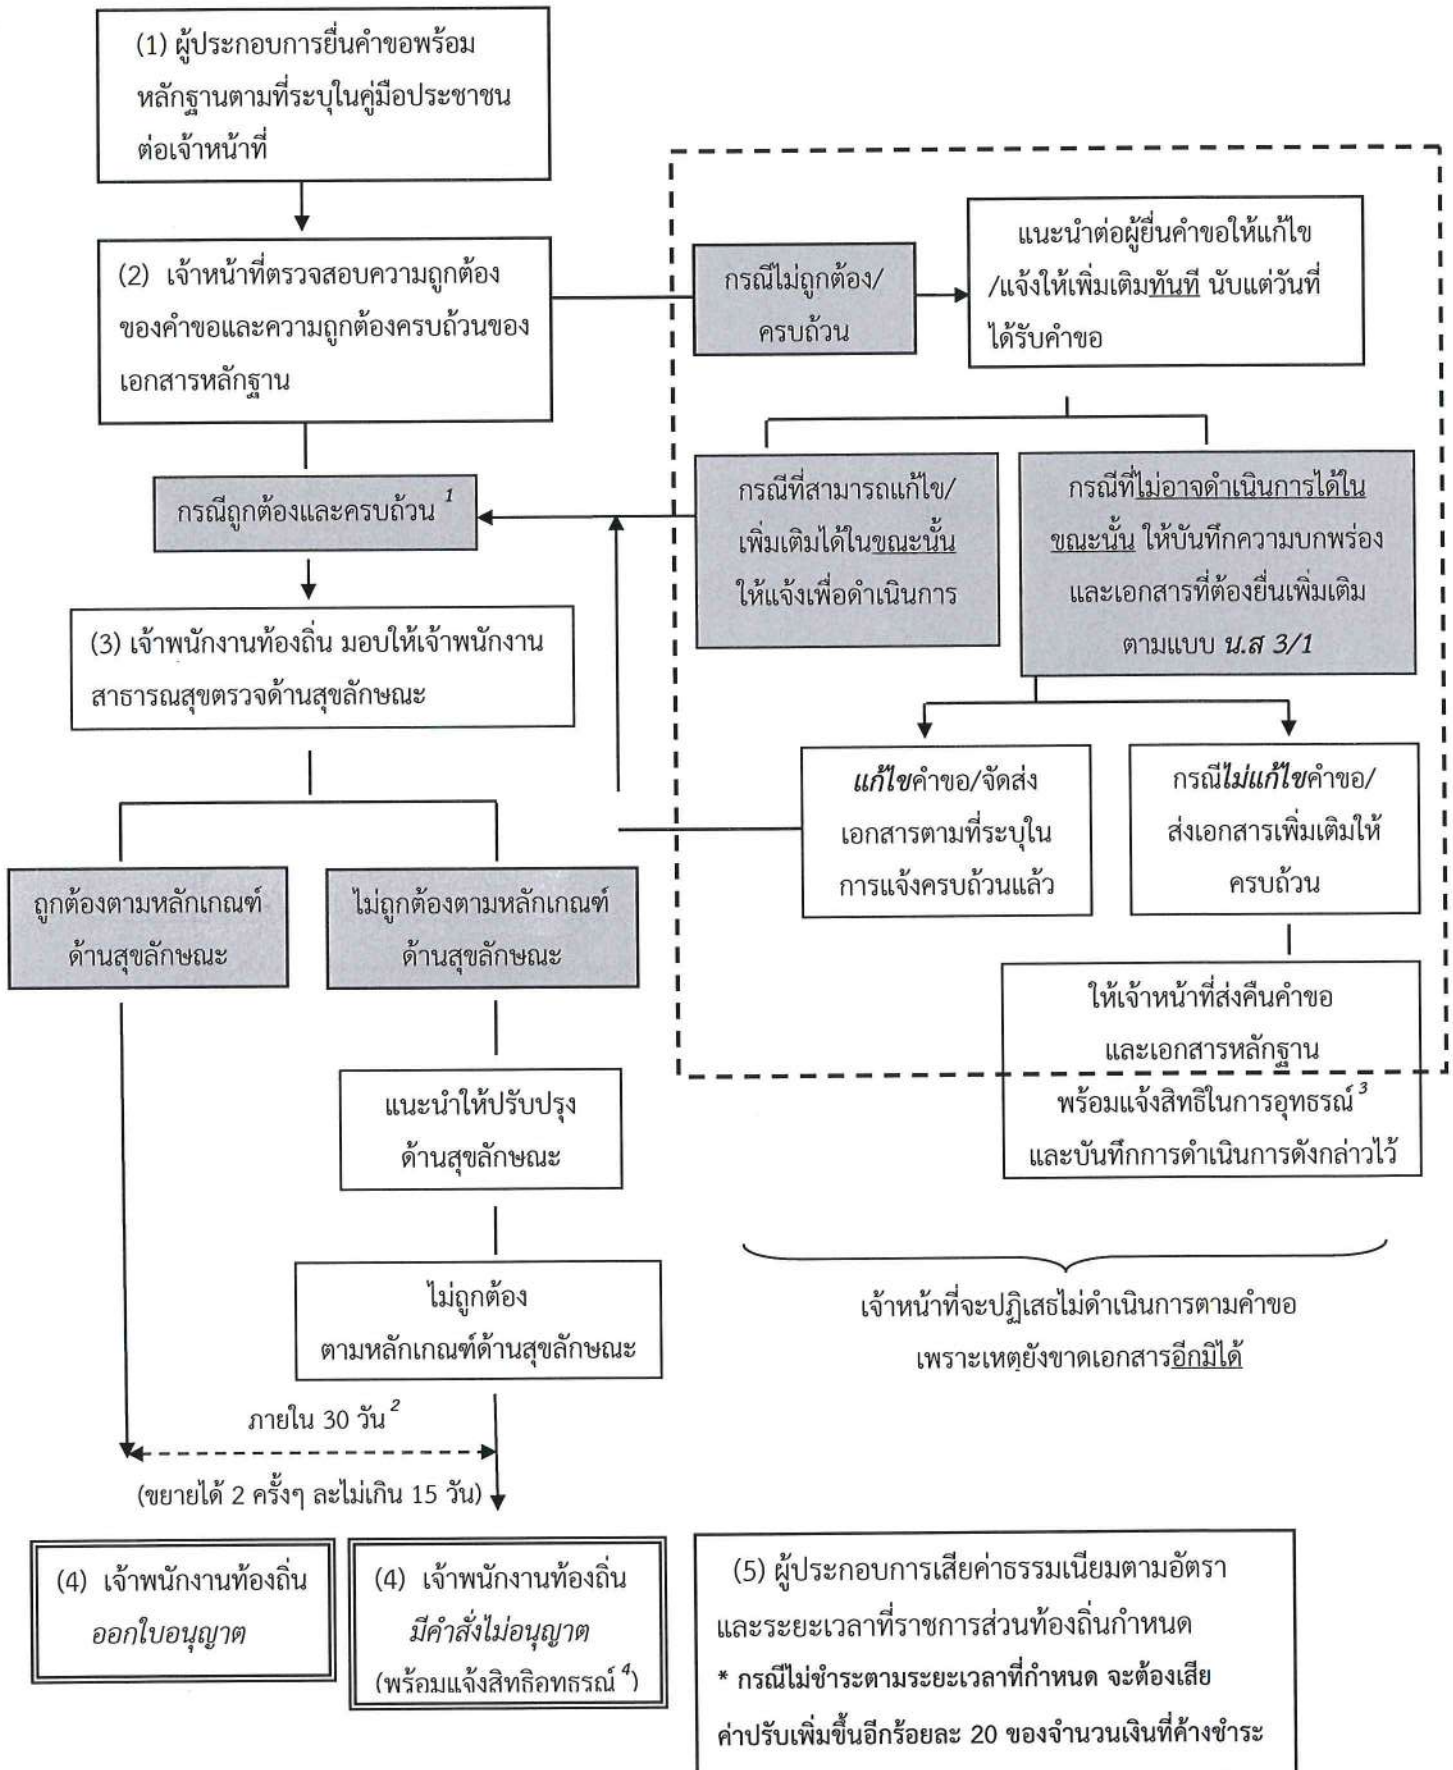 (1) ผู้ประกอบการยื่นคำขอพร้อม
หลักฐานตามที่ระบุในคู่มือประชาชน
ต่อเจ้าหน้าที่
(2) เจ้าหน้าที่ตรวจสอบความถูกต้อง
ของคำขอและความถูกต้องครบถ้วนของ
เอกสารหลักฐาน
กรณีไม่ถูกต้อง/
ครบถ้วน
แนะนำต่อผู้ยื่นคำขอให้แก้ไข
/แจ้งให้เพิ่มเติมทันที นับแต่วันที่
ได้รับคำขอ
กรณีถูกต้องและครบถ้วน 1
กรณีที่สามารถแก้ไข/
เพิ่มเติมได้ในขณะนั้น
ให้แจ้งเพื่อดำเนินการ
กรณีที่ไม่อาจดำเนินการได้ใน
ขณะนั้น ให้บันทึกความบกพร่อง
และเอกสารที่ต้องยื่นเพิ่มเติม
ตามแบบ น.ส 3/1
(3) เจ้าพนักงานท้องถิ่น มอบให้เจ้าพนักงาน
สาธารณสุขตรวจด้านสุขลักษณะ
แก้ไขคำขอ/จัดส่ง
เอกสารตามที่ระบุใน
การแจ้งครบถ้วนแล้ว
กรณีไม่แก้ไขคำขอ/
ส่งเอกสารเพิ่มเติมให้
ครบถ้วน
ถูกต้องตามหลักเกณฑ์
ด้านสุขลักษณะ
ไม่ถูกต้องตามหลักเกณฑ์
ด้านสุขลักษณะ
ให้เจ้าหน้าที่ส่งคืนคำขอ
และเอกสารหลักฐาน
พร้อมแจ้งสิทธิในการอุทธรณ์ 3
และบันทึกการดำเนินการดังกล่าวไว้
แนะนำให้ปรับปรุง
ด้านสุขลักษณะ
ไม่ถูกต้อง
ตามหลักเกณฑ์ด้านสุขลักษณะ
เจ้าหน้าที่จะปฏิเสธไม่ดำเนินการตามคำขอ
เพราะเหตุยังขาดเอกสารอีกมิได้
ภายใน 30 วัน 2
(ขยายได้ 2 ครั้งๆ ละไม่เกิน 15 วัน)
(4) เจ้าพนักงานท้องถิ่น
ออกใบอนุญาต
(4) เจ้าพนักงานท้องถิ่น
มีคำสั่งไม่อนุญาต
(พร้อมแจ้งสิทธิอทธรณ์ 4)
(5) ผู้ประกอบการเสียค่าธรรมเนียมตามอัตรา
และระยะเวลาที่ราชการส่วนท้องถิ่นกำหนด
* กรณีไม่ชำระตามระยะเวลาที่กำหนด จะต้องเสีย
ค่าปรับเพิ่มขึ้นอีกร้อยละ 20 ของจำนวนเงินที่ค้างชำระ